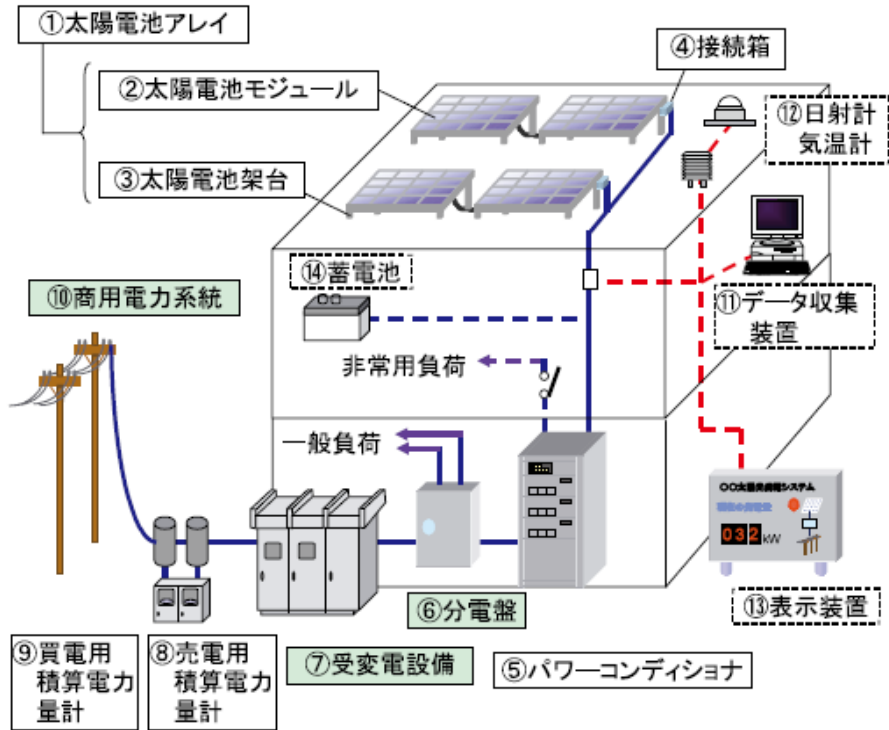 ①太陽電池アレイ
②太陽電池モジュール
③太陽電池架台
④接続箱
⑫日射計
気温計
⑭蓄電池
⑩商用電力系統
⑪データ収集
装置
非常用負荷
一般負荷
〇〇太陽光発電システム
032kW
⑥分電盤
⑬表示装置
⑨買電用
積算電力
量計
⑧売電用
積算電力
量計
⑦受変電設備
⑤パワーコンディショナ